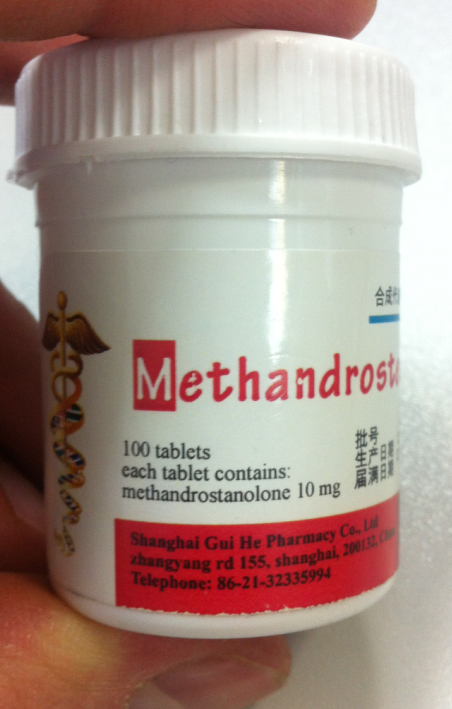 合成代
Methandrost
100 tablets
each tablet contains:
methandrostanolone 10 mg
批号
生产日期
届满日期
Shanghai Gui He Pharmacy Co., Ltd
zhangyang rd 155, shanghai, 200132, China
Telephone: 86-21-32335994